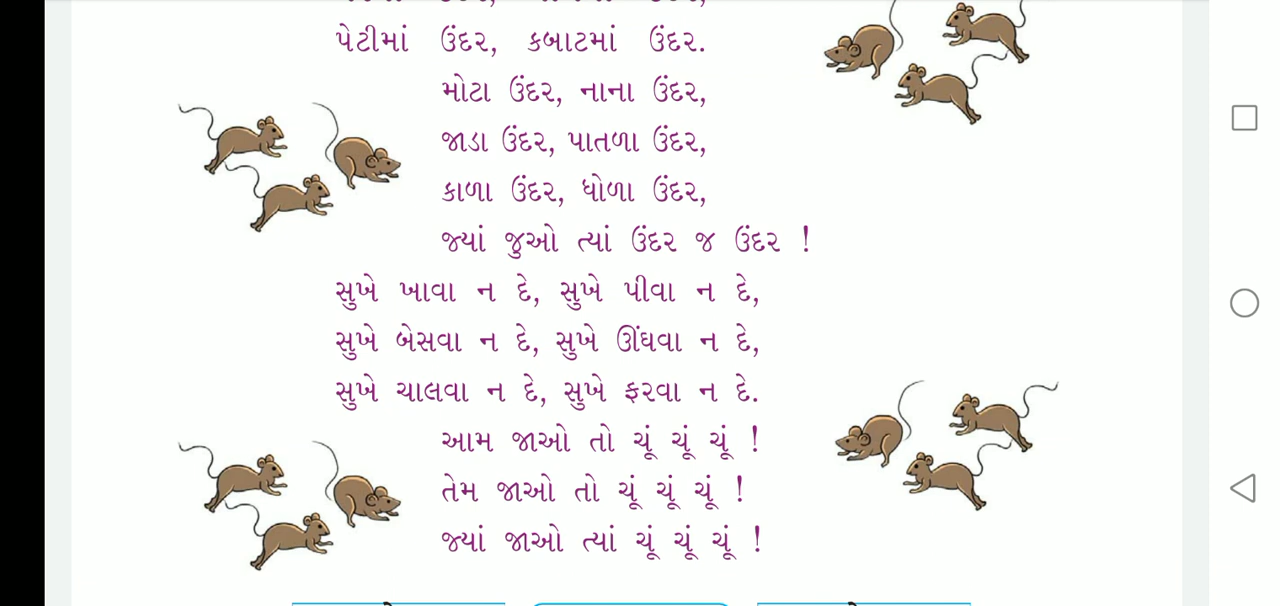 પેટીમાં ઉંદર, કબાટમાં ઉંદર.
મોટા ઉંદર, નાના ઉંદર,
જાડા ઉંદર, પાતળા ઉંદર,
કાળા ઉંદર, ધોળા ઉંદર,
જ્યાં જુઓ ત્યાં ઉંદર જ ઉંદર !
સુખે ખાવા ન દે, સુખે પીવા ન દે,
સુખે બેસવા ન દે, સુખે ઊંઘવા ન દે,
સુખે ચાલવા ન દે, સુખે ફરવા ન દે.
આમ જાઓ તો ચૂં ચૂં ચૂં !
તેમ જાઓ તો ચૂં ચૂં ચૂં !
જ્યાં જાઓ ત્યાં ચૂં ચૂં ચૂં !